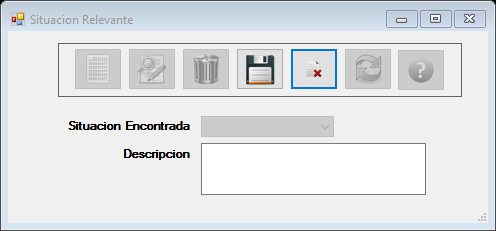 Situacion Relevante
?
Situacion Encontrada
Descripcion